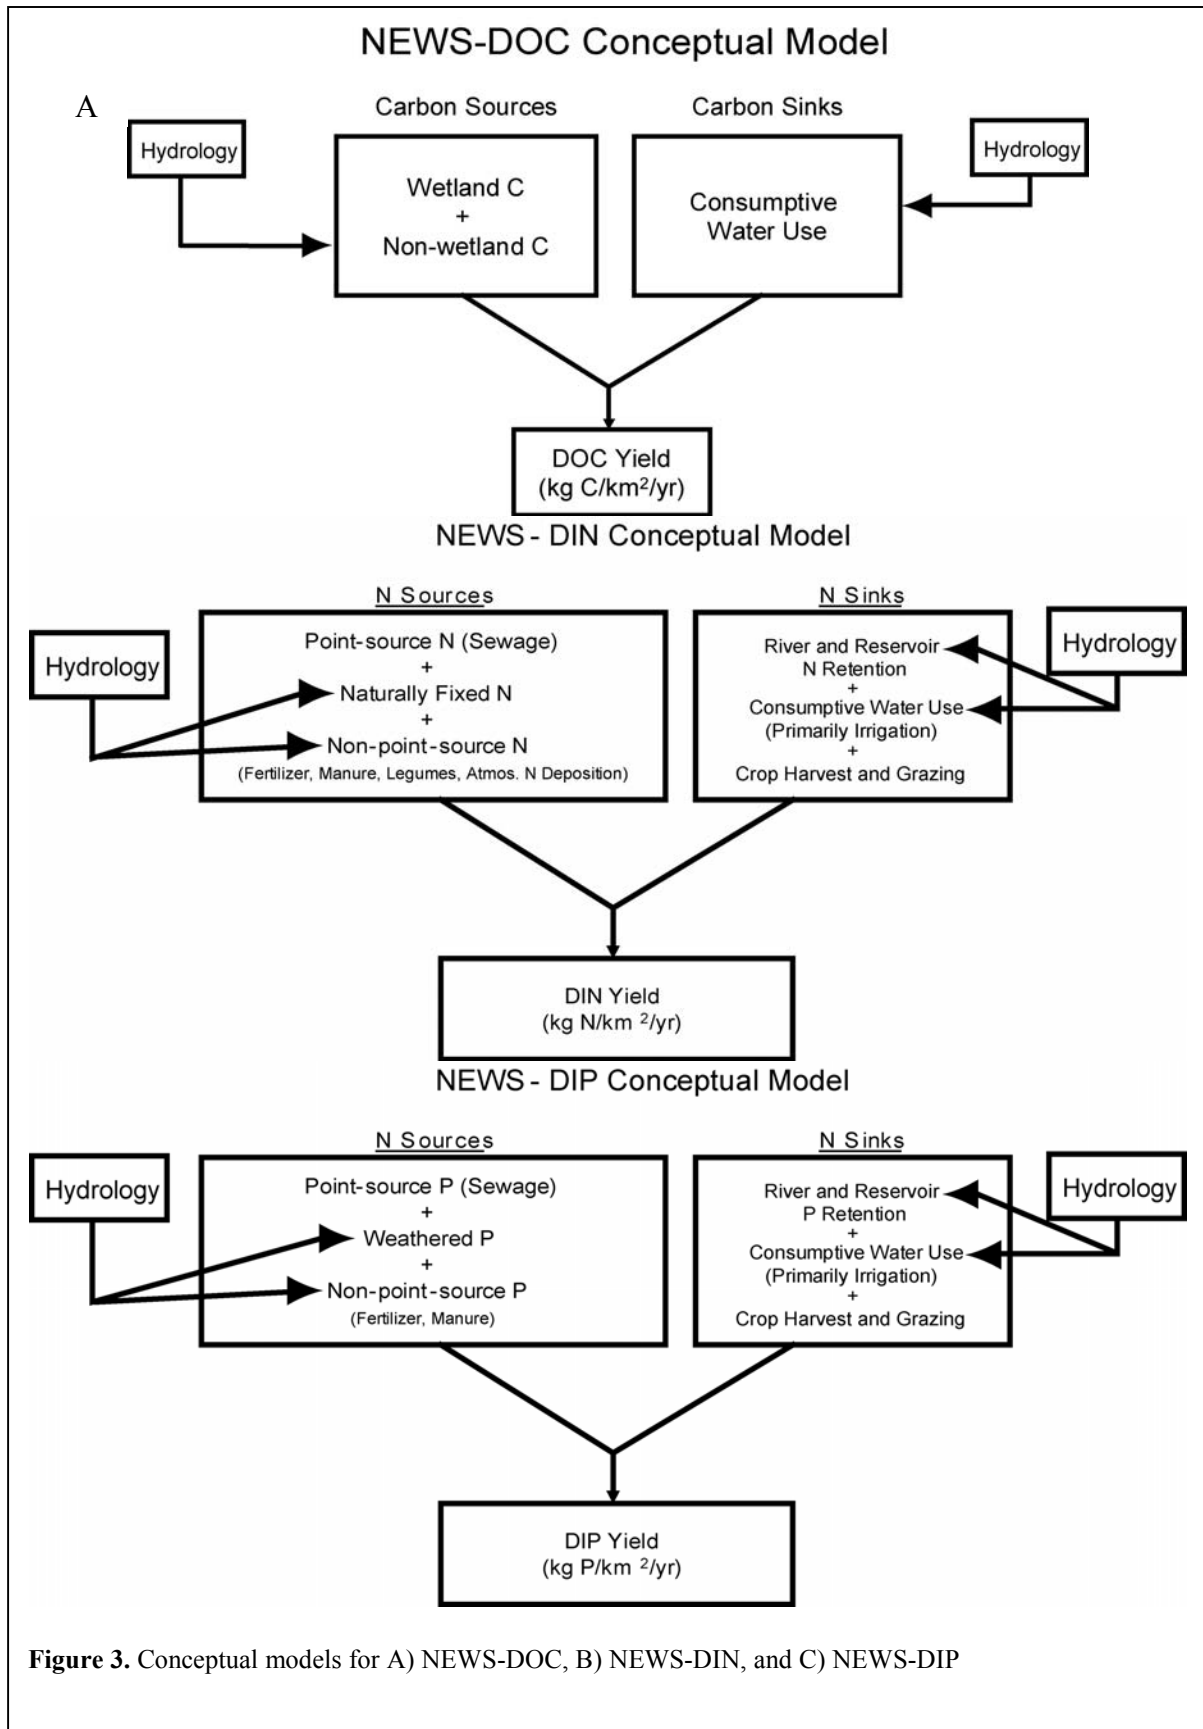 NEWS-DOC Conceptual Model
A
Carbon Sources
Carbon Sinks
Hydrology
Wetland C
+
Non-wetland C
Consumptive
Water Use
Hydrology
DOC Yield
(kg C/km²/yr)
NEWS - DIN Conceptual Model
N Sources
N Sinks
Hydrology
Point-source N (Sewage)
+
Naturally Fixed N
+
Non-point-source N
(Fertilizer, Manure, Legumes, Atmos. N Deposition)
River and Reservoir
N Retention
+
Consumptive Water Use
(Primarily Irrigation)
+
Crop Harvest and Grazing
Hydrology
DIN Yield
(kg N/km ²/yr)
NEWS - DIP Conceptual Model
N Sources
N Sinks
Hydrology
Point-source P (Sewage)
+
Weathered P
+
Non-point-source P
(Fertilizer, Manure)
River and Reservoir
P Retention
+
Consumptive Water Use
(Primarily Irrigation)
+
Crop Harvest and Grazing
Hydrology
DIP Yield
(kg P/km ²/yr)
Figure 3. Conceptual models for A) NEWS-DOC, B) NEWS-DIN, and C) NEWS-DIP